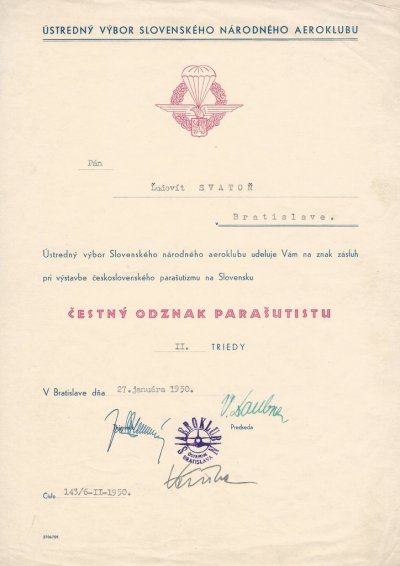 ÚSTREDNÝ VÝBOR SLOVENSKÉHO NÁRODNÉHO AEROKLUBU
Pán
Ľudovít SVATOŇ
v Bratislave.
Ústredný výbor Slovenského národného aeroklubu udeluje Vám na znak zásluh
pri výstavbe československého parašutizmu na Slovensku
ČESTNÝ ODZNAK PARAŠUTISTU
II. TRIEDY
V Bratislave dňa 27.januára 1950.
Predseda
AEROKLUB
BRATISLAVA
Číslo 143/6-II-1950.